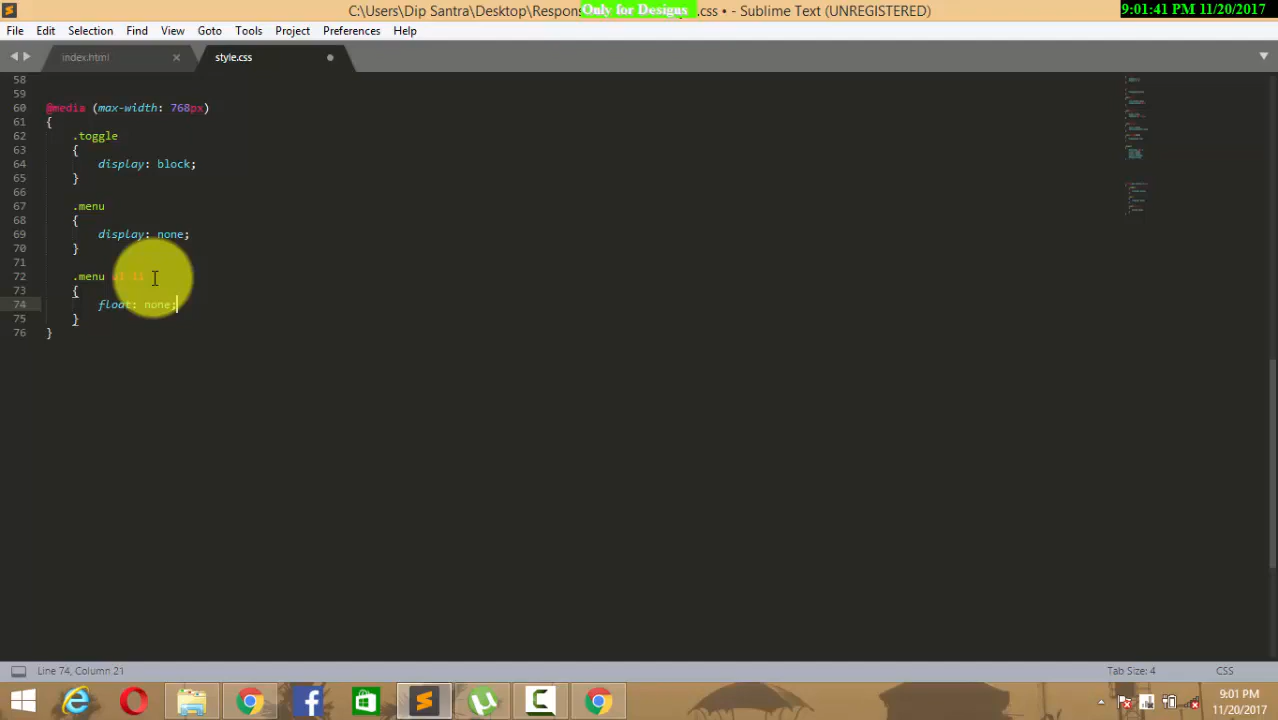 C:\Users\Dip Santra\Desktop\Respon
Only for Designs
.css • - Sublime Text (UNREGISTERED)
9:01:41 PM 11/20/2017
File Edit Selection Find View Goto Tools Project Preferences Help
index.html × style.css
58
59
60 @media (max-width: 768px)
61 {
62 .toggle
63 {
64 display: block;
65 }
66
67 .menu
68 {
69 display: none;
70 }
71
72 .menu ul li
73 {
74 float: none;
75 }
76 }
Line 74, Column 21
Tab Size: 4
CSS
9:01 PM
11/20/2017